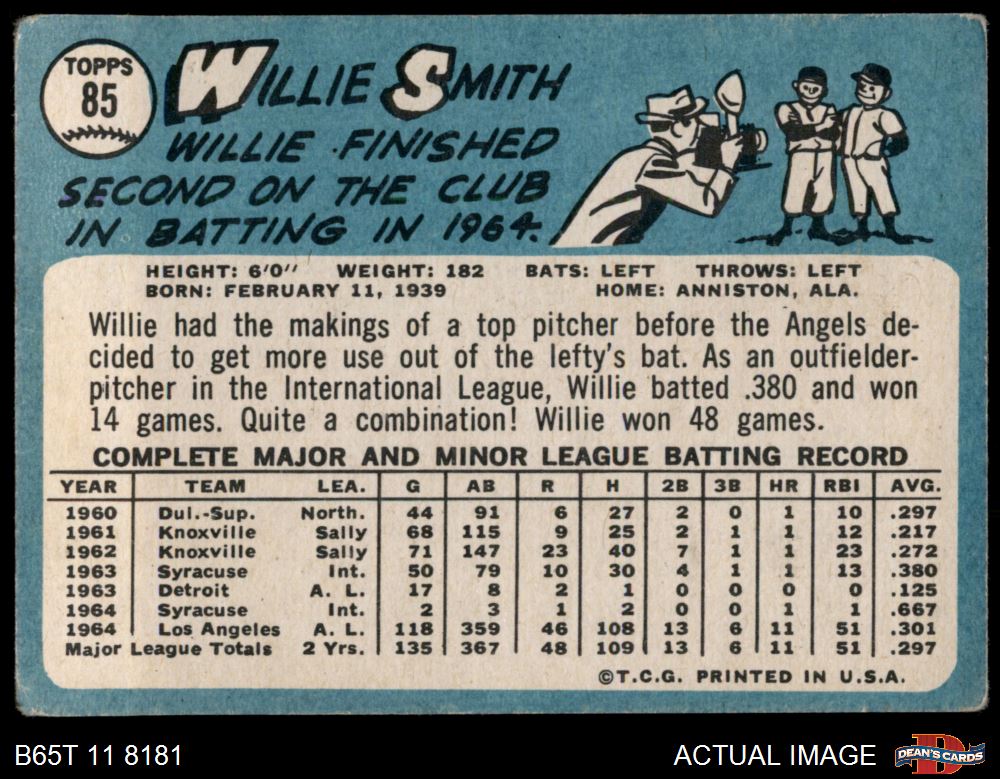 TOPPS
85
WILLIE SMITH
WILLIE FINISHED
SECOND ON THE CLUB
IN BATTING IN 1964.
HEIGHT: 6'0" WEIGHT: 182 BATS: LEFT THROWS: LEFT
BORN: FEBRUARY 11, 1939 HOME: ANNISTON, ALA.
Willie had the makings of a top pitcher before the Angels de-
cided to get more use out of the lefty's bat. As an outfielder-
pitcher in the International League, Willie batted .380 and won
14 games. Quite a combination! Willie won 48 games.
COMPLETE MAJOR AND MINOR LEAGUE BATTING RECORD
YEAR TEAM LEA. G AB R H 2B 3B HR RBI AVG.
1960 Dul.-Sup. North. 44 91 6 27 2 0 1 10 .297
1961 Knoxville Sally 68 115 9 25 2 1 1 12 .217
1962 Knoxville Sally 71 147 23 40 7 1 1 23 .272
1963 Syracuse Int. 50 79 10 30 4 1 1 13 .380
1963 Detroit A. L. 17 8 2 1 0 0 0 0 .125
1964 Syracuse Int. 2 3 1 2 0 0 1 1 .667
1964 Los Angeles A. L. 118 359 46 108 13 6 11 51 .301
Major League Totals 2 Yrs. 135 367 48 109 13 6 11 51 .297
©T.C.G. PRINTED IN U.S.A.
B65T 11 8181 ACTUAL IMAGE DEAN'S CARDS